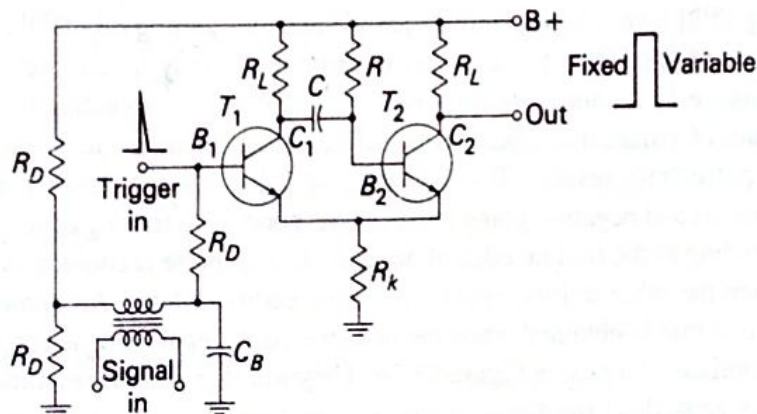 B +
R_L
C
R
R_L
Fixed
Variable
T_1
T_2
Out
B_1
C_1
C_2
R_D
Trigger
in
B_2
R_D
R_k
R_D
C_B
Signal
in